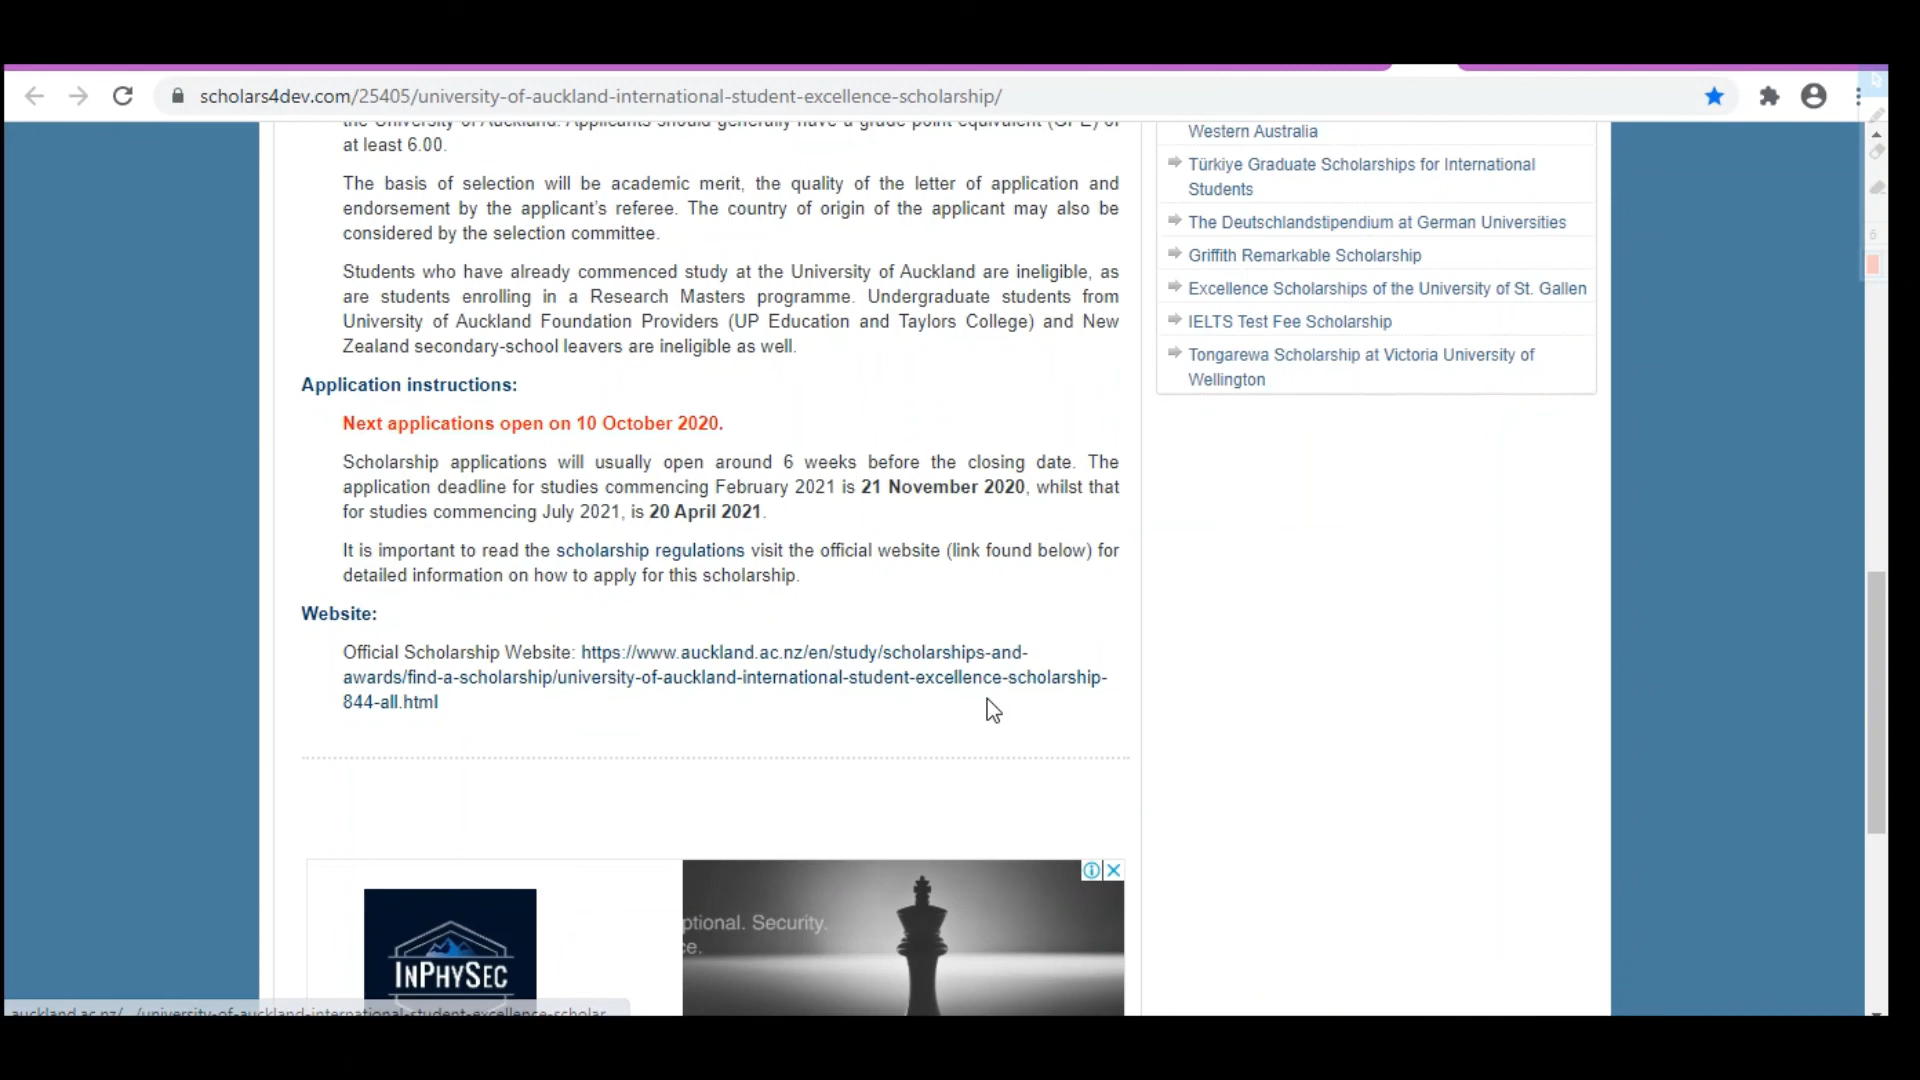 scholars4dev.com/25405/university-of-auckland-international-student-excellence-scholarship/
the University of Auckland. Applicants should generally have a grade point equivalent (GPE) of
at least 6.00.
The basis of selection will be academic merit, the quality of the letter of application and
endorsement by the applicant's referee. The country of origin of the applicant may also be
considered by the selection committee.
Students who have already commenced study at the University of Auckland are ineligible, as
are students enrolling in a Research Masters programme. Undergraduate students from
University of Auckland Foundation Providers (UP Education and Taylors College) and New
Zealand secondary-school leavers are ineligible as well.
Application instructions:
Next applications open on 10 October 2020.
Scholarship applications will usually open around 6 weeks before the closing date. The
application deadline for studies commencing February 2021 is 21 November 2020, whilst that
for studies commencing July 2021, is 20 April 2021.
It is important to read the scholarship regulations visit the official website (link found below) for
detailed information on how to apply for this scholarship.
Website:
Official Scholarship Website: https://www.auckland.ac.nz/en/study/scholarships-and-
awards/find-a-scholarship/university-of-auckland-international-student-excellence-scholarship-
844-all.html
Western Australia
Türkiye Graduate Scholarships for International
Students
The Deutschlandstipendium at German Universities
Griffith Remarkable Scholarship
Excellence Scholarships of the University of St. Gallen
IELTS Test Fee Scholarship
Tongarewa Scholarship at Victoria University of
Wellington
6
INPHYSEC
ptional. Security.
ce.
auckland.ac.nz/.../university-of-auckland-international-student-excellence-scholar...